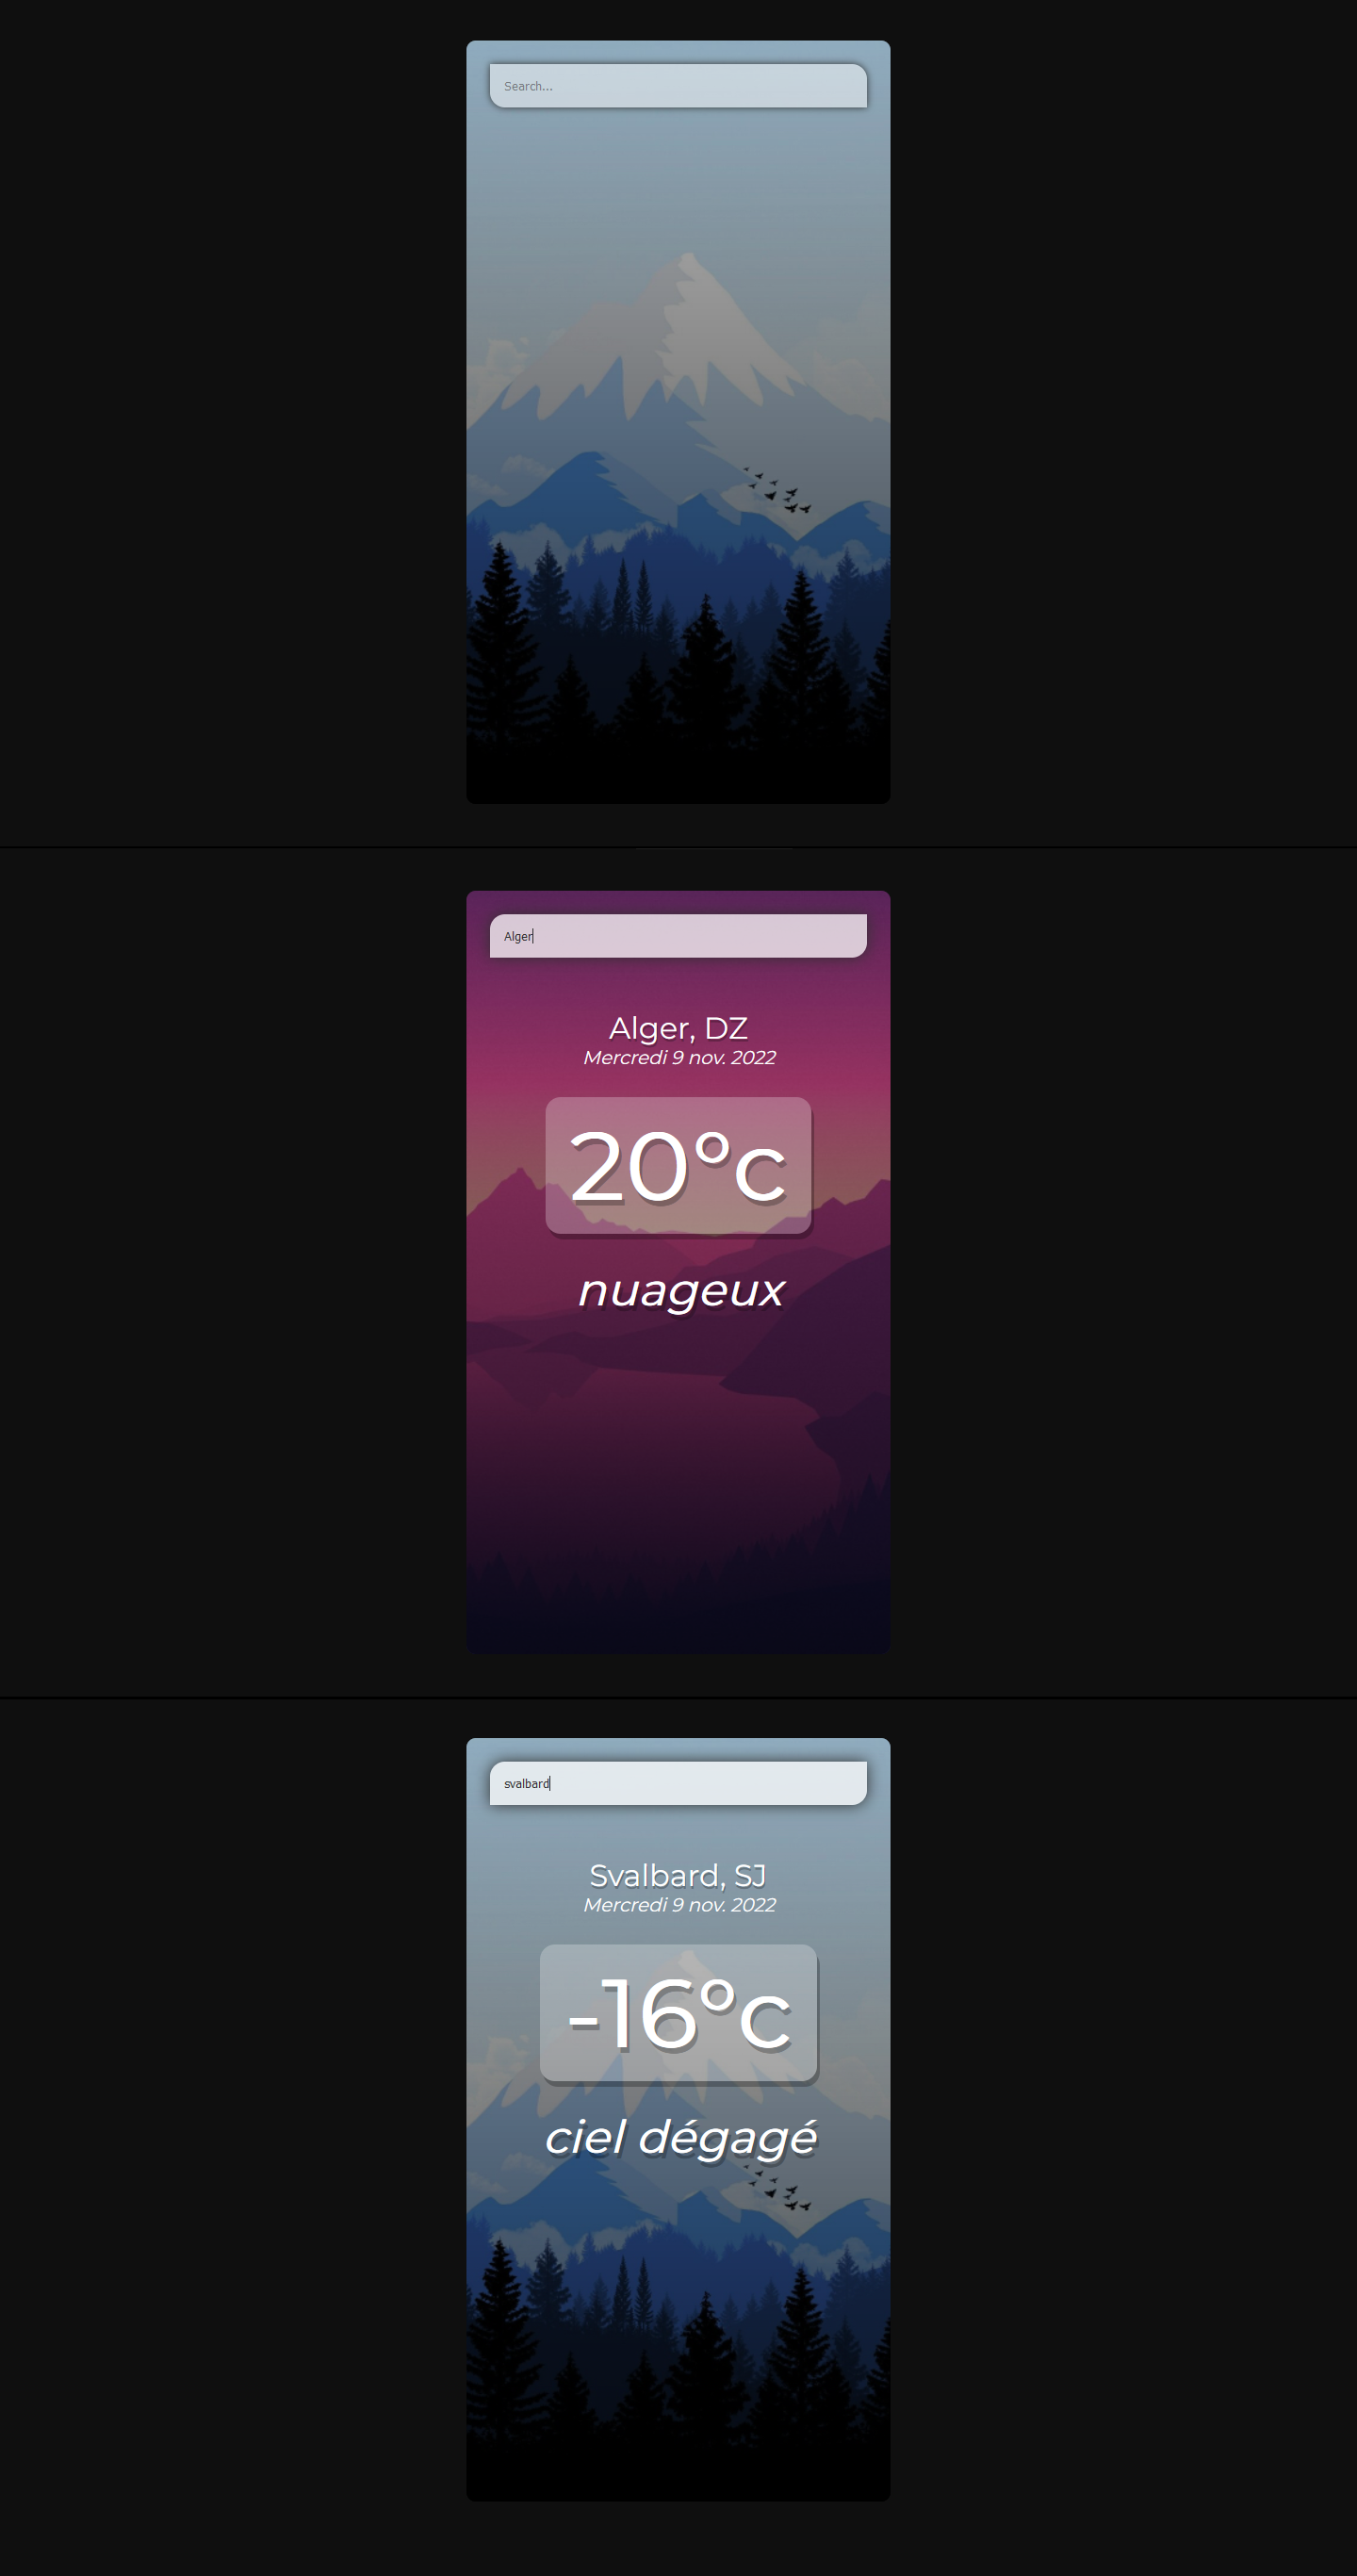 Search...
Alger
Alger, DZ
Mercredi 9 nov. 2022
20°c
nuageux
svalbard
Svalbard, SJ
Mercredi 9 nov. 2022
-16°c
ciel dégagé